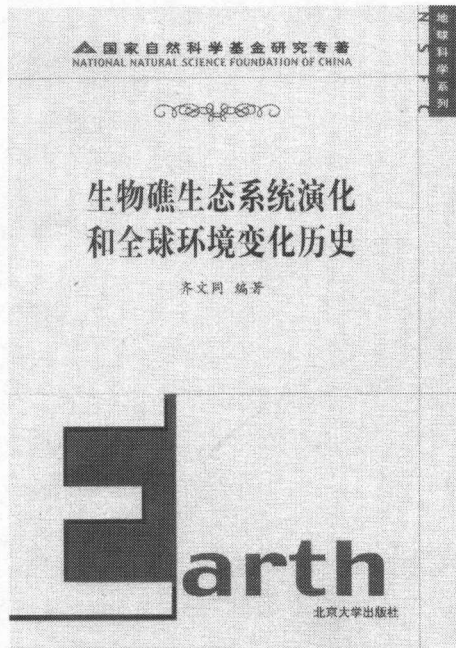 国家自然科学基金研究专著
NATIONAL NATURAL SCIENCE FOUNDATION OF CHINA
地球科学系列
NSFC
生物礁生态系统演化
和全球环境变化历史
齐文同 编著
Earth
北京大学出版社